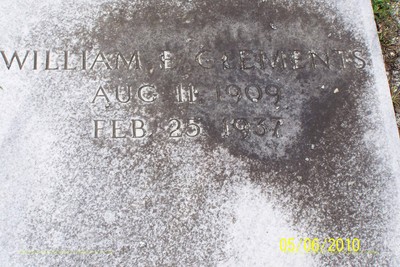 WILLIAM E CLEMENTS
AUG 11 1909
FEB. 25 1937
05/06/2010